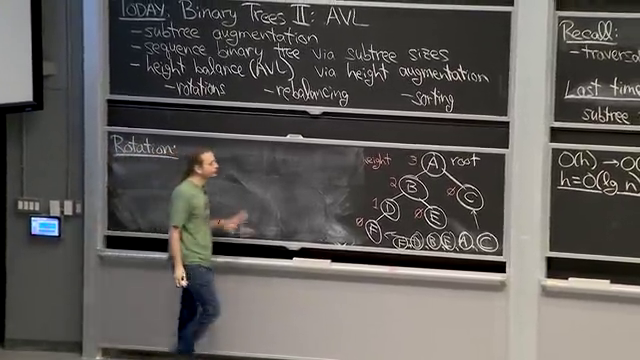 TODAY: Binary Trees II: AVL
- subtree augmentation
- sequence binary tree via subtree sizes
- height balance (AVL) via height augmentation
- rotations - rebalancing - sorting
Rotation:
height 3 A root
2 B 0 C
1 D 0 E
0 F
F D B E A C
Recall:
- traversa
Last time
subtree
O(h) → O(
h=O(lg n